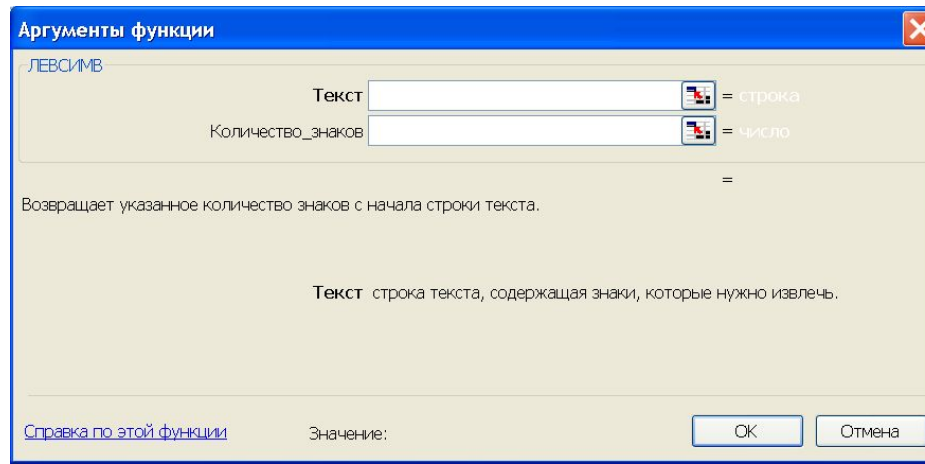 Аргументы функции
ЛЕВСИМВ
Текст = строка
Количество_знаков = число
=
Возвращает указанное количество знаков с начала строки текста.
Текст строка текста, содержащая знаки, которые нужно извлечь.
Справка по этой функции Значение: OK Отмена